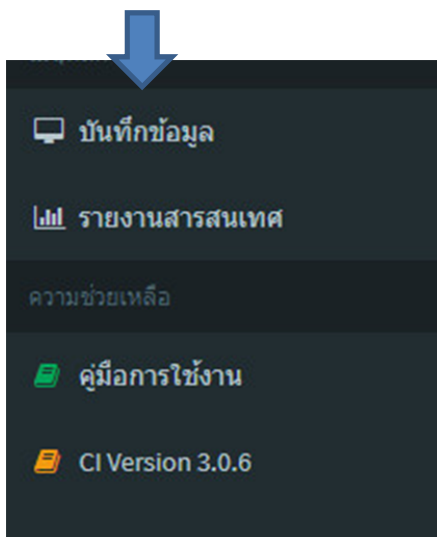 บันทึกข้อมูล
รายงานสารสนเทศ
ความช่วยเหลือ
คู่มือการใช้งาน
CI Version 3.0.6